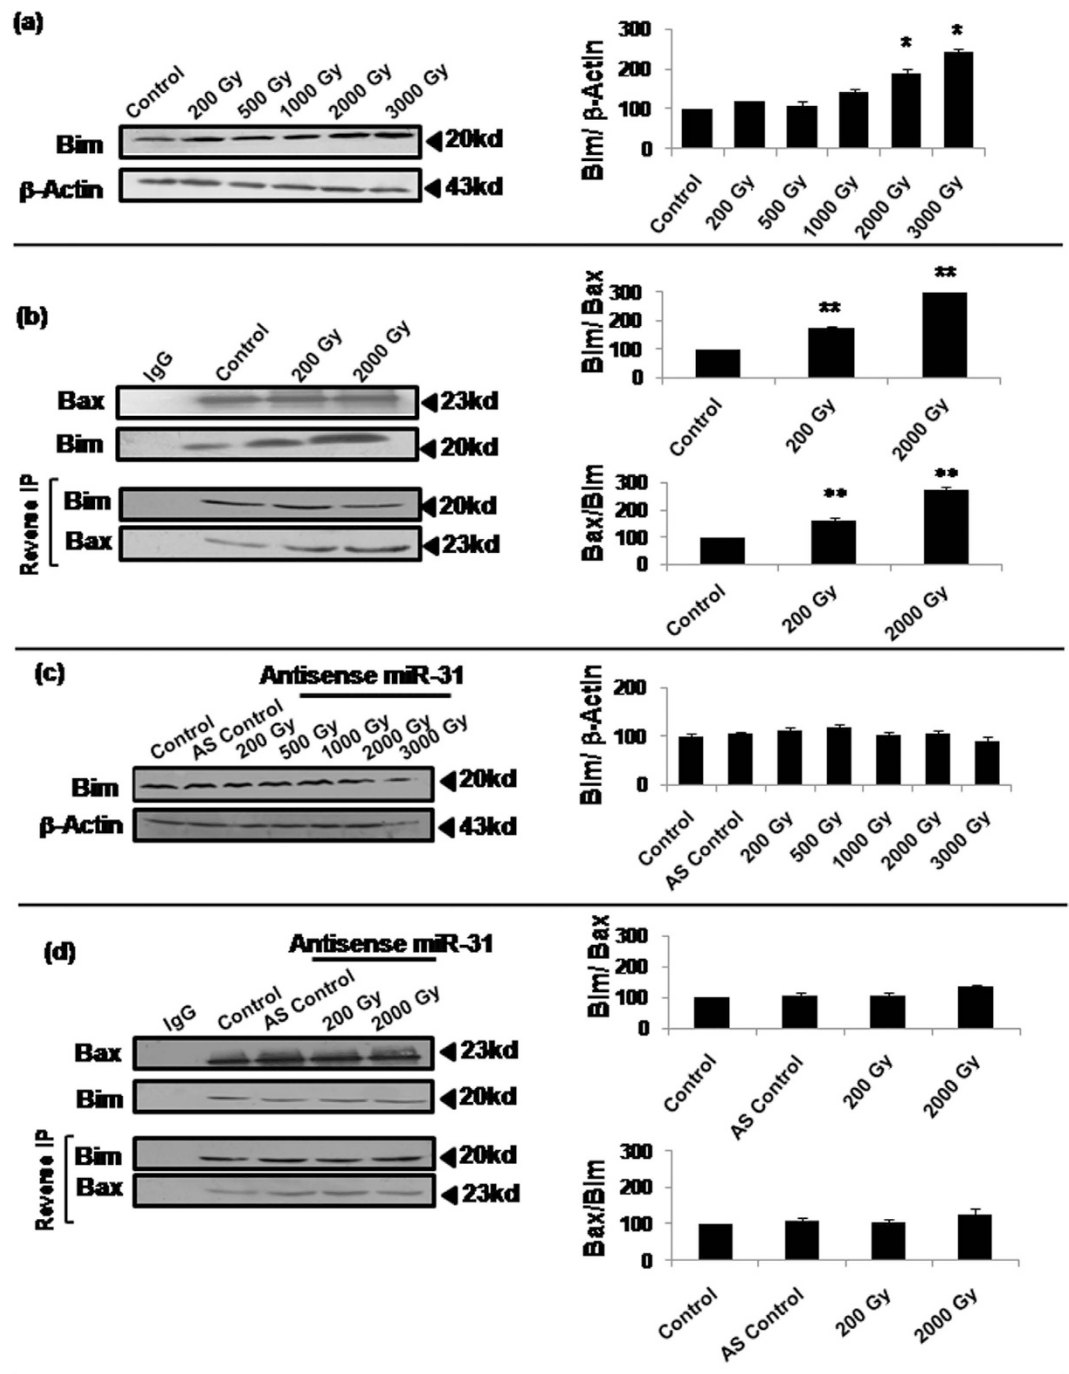 (a)
Control 200 Gy 500 Gy 1000 Gy 2000 Gy 3000 Gy
Bim 20kd
β-Actin 43kd
Bim/ β-Actin
300
200
100
0
* *
Control 200 Gy 500 Gy 1000 Gy 2000 Gy 3000 Gy
(b)
IgG Control 200 Gy 2000 Gy
Bax 23kd
Bim 20kd
Reverse IP
Bim 20kd
Bax 23kd
Bim/ Bax
300
200
100
0
** **
Control 200 Gy 2000 Gy
Bax/Bim
300
200
100
0
** **
Control 200 Gy 2000 Gy
(c)
Antisense miR-31
Control AS Control 200 Gy 500 Gy 1000 Gy 2000 Gy 3000 Gy
Bim 20kd
β-Actin 43kd
Bim/ β-Actin
200
100
0
Control AS Control 200 Gy 500 Gy 1000 Gy 2000 Gy 3000 Gy
(d)
Antisense miR-31
IgG Control AS Control 200 Gy 2000 Gy
Bax 23kd
Bim 20kd
Reverse IP
Bim 20kd
Bax 23kd
Bim/ Bax
300
200
100
0
Control AS Control 200 Gy 2000 Gy
Bax/Bim
300
200
100
0
Control AS Control 200 Gy 2000 Gy